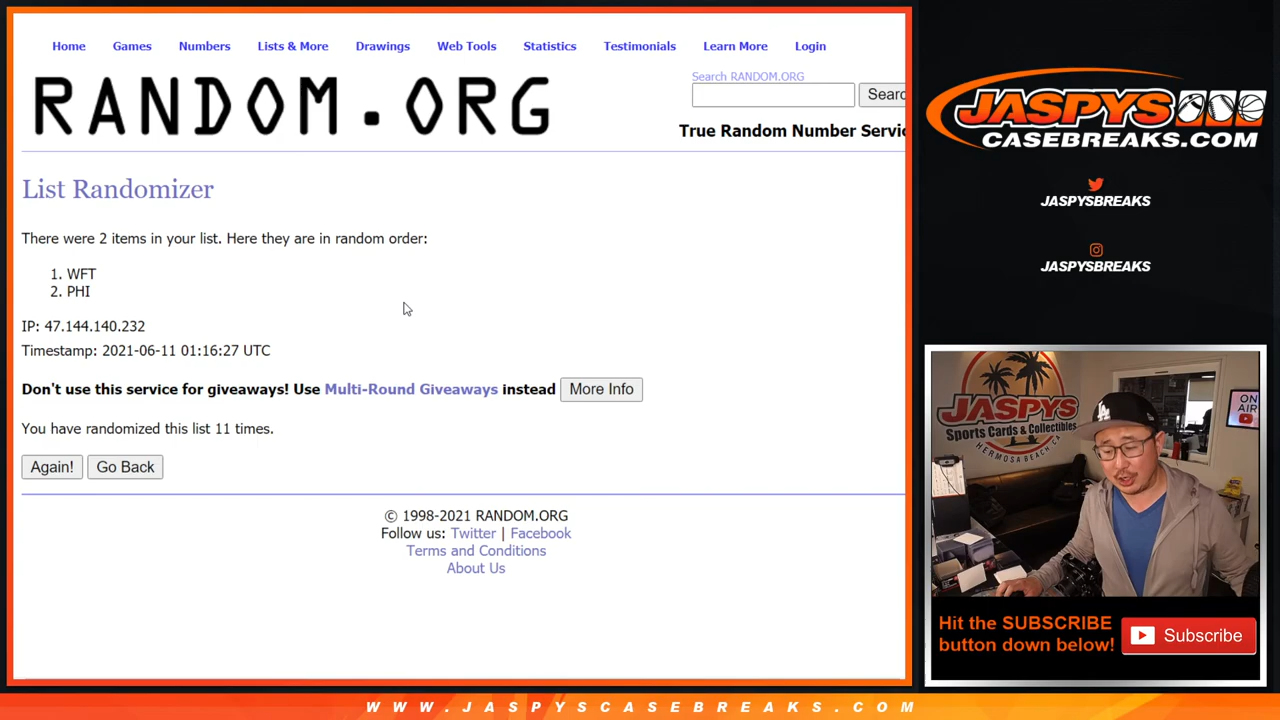 Home Games Numbers Lists & More Drawings Web Tools Statistics Testimonials Learn More Login
RANDOM.ORG
Search RANDOM.ORG
Searc
True Random Number Servic
List Randomizer
There were 2 items in your list. Here they are in random order:
1. WFT
2. PHI
IP: 47.144.140.232
Timestamp: 2021-06-11 01:16:27 UTC
Don't use this service for giveaways! Use Multi-Round Giveaways instead More Info
You have randomized this list 11 times.
Again! Go Back
© 1998-2021 RANDOM.ORG
Follow us: Twitter | Facebook
Terms and Conditions
About Us
JASPYS
CASEBREAKS.COM
JASPYSBREAKS
JASPYSBREAKS
JASPYS
Sports Cards & Collectibles
HERMOSA BEACH CA
LA
ON
AIR
Hit the SUBSCRIBE
button down below!
Subscribe
WWW.JASPYSCASEBREAKS.COM